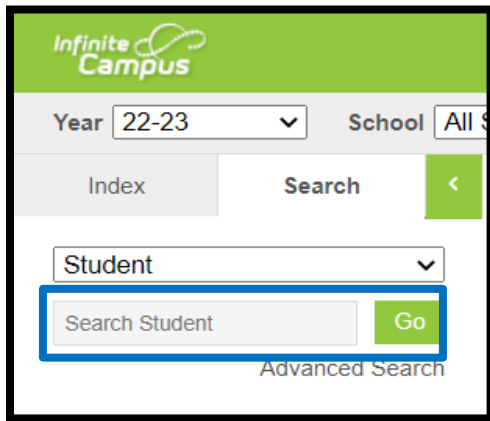 Infinite
Campus
Year 22-23 School All
Index Search
Student
Search Student Go
Advanced Search